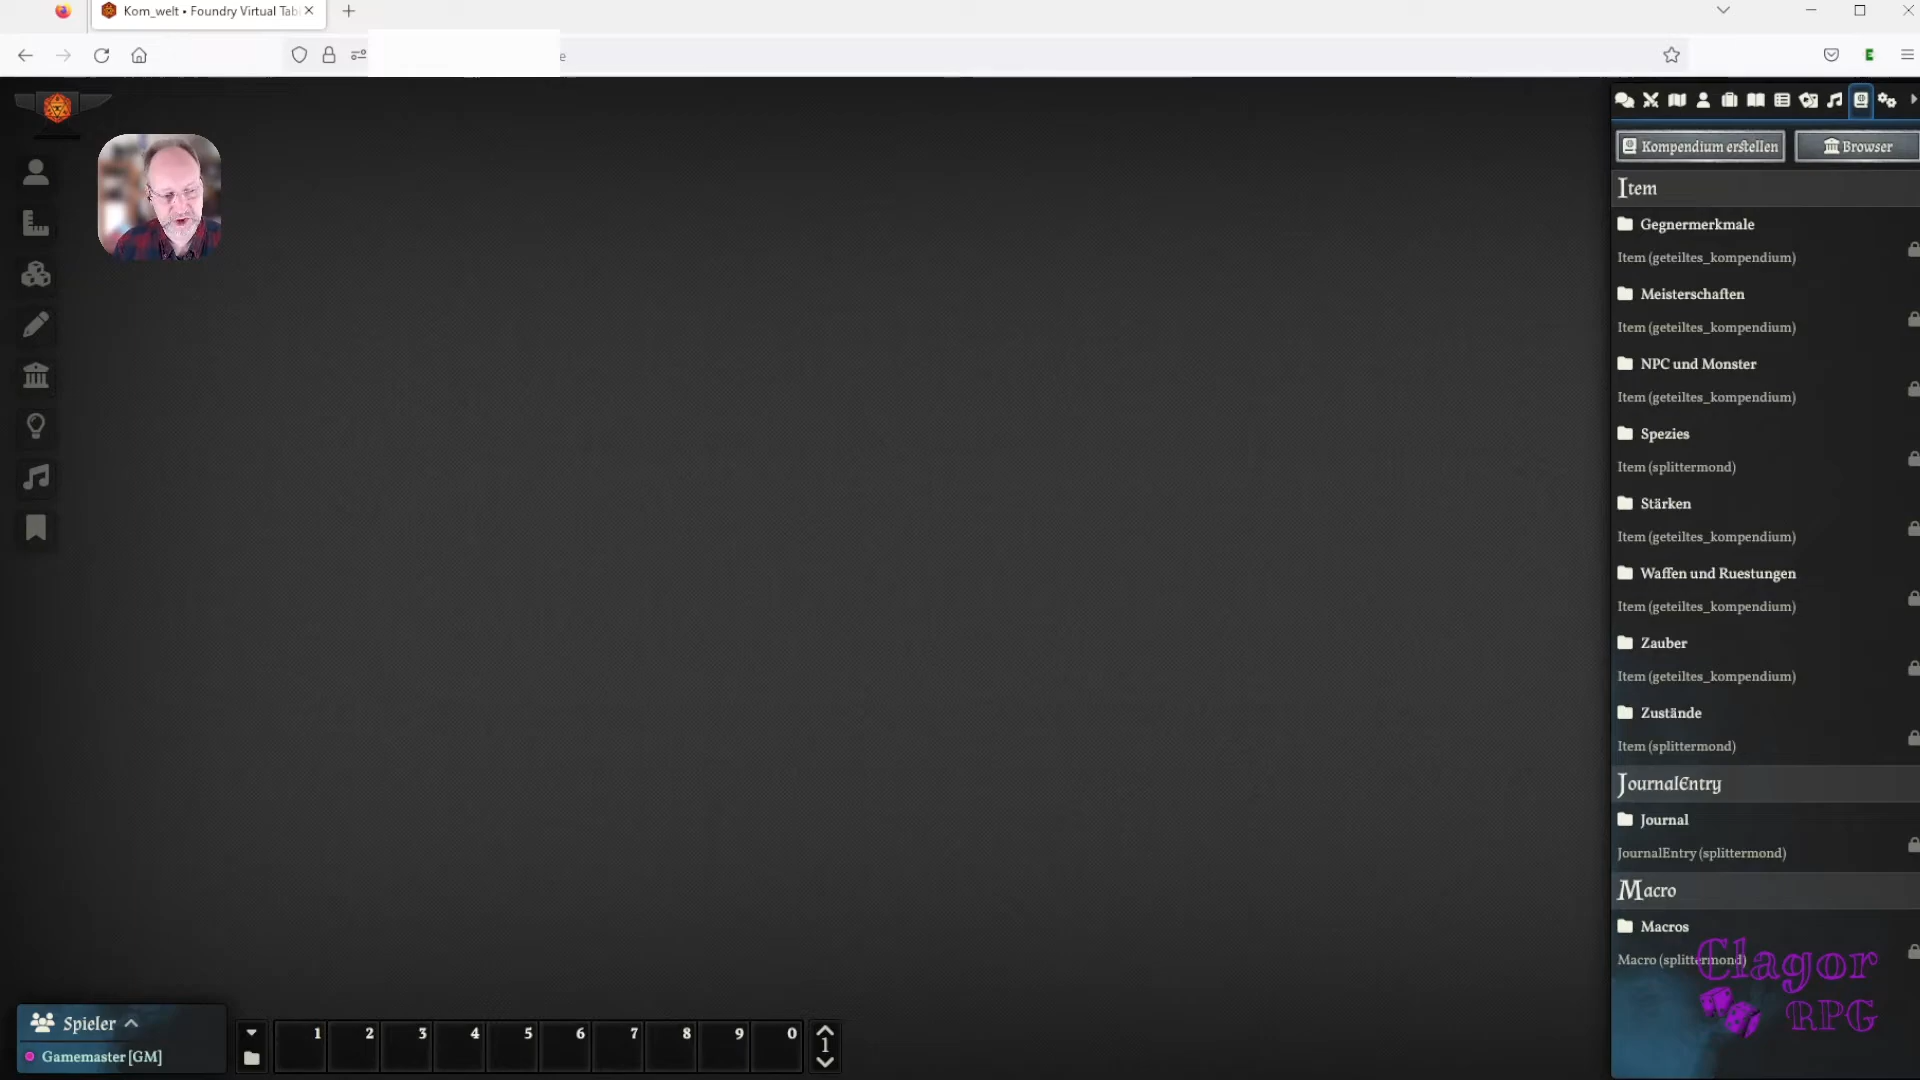 Kom_welt • Foundry Virtual Tab
e
E
Kompendium erstellen
Browser
Item
Gegnermerkmale
Item (geteiltes_kompendium)
Meisterschaften
Item (geteiltes_kompendium)
NPC und Monster
Item (geteiltes_kompendium)
Spezies
Item (splittermond)
Stärken
Item (geteiltes_kompendium)
Waffen und Ruestungen
Item (geteiltes_kompendium)
Zauber
Item (geteiltes_kompendium)
Zustände
Item (splittermond)
JournalEntry
Journal
JournalEntry (splittermond)
Macro
Macros
Macro (splittermond)
Clagor
RPG
Spieler
Gamemaster [GM]
1 2 3 4 5 6 7 8 9 0
1